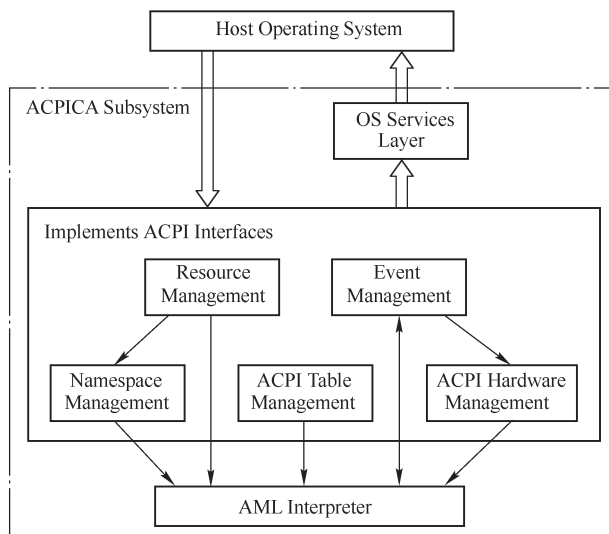 Host Operating System
ACPICA Subsystem
OS Services
Layer
Implements ACPI Interfaces
Resource
Management
Event
Management
Namespace
Management
ACPI Table
Management
ACPI Hardware
Management
AML Interpreter